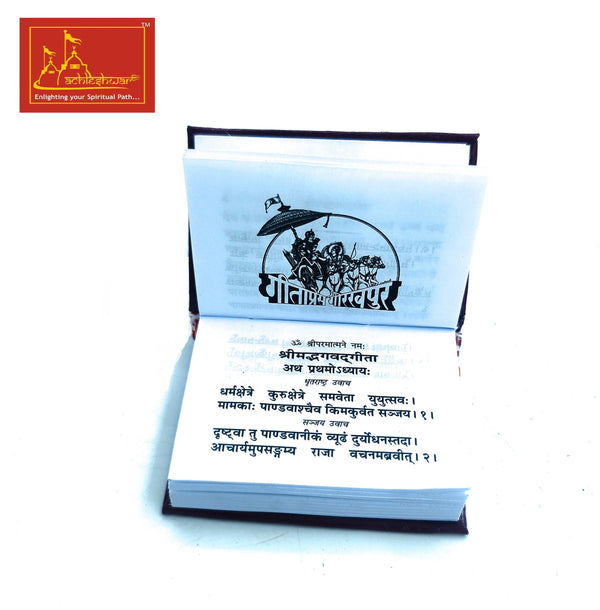 TM
achleshwar
Enlighting your Spiritual Path...
गीताप्रेस गोरखपुर
ॐ श्रीपरमात्मने नमः
श्रीमद्भगवद्गीता
अथ प्रथमोऽध्यायः
धृतराष्ट्र उवाच
धर्मक्षेत्रे कुरुक्षेत्रे समवेता युयुत्सवः।
मामकाः पाण्डवाश्चैव किमकुर्वत सञ्जय।१।
सञ्जय उवाच
दृष्ट्वा तु पाण्डवानीकं व्यूढं दुर्योधनस्तदा।
आचार्यमुपसङ्गम्य राजा वचनमब्रवीत्।२।